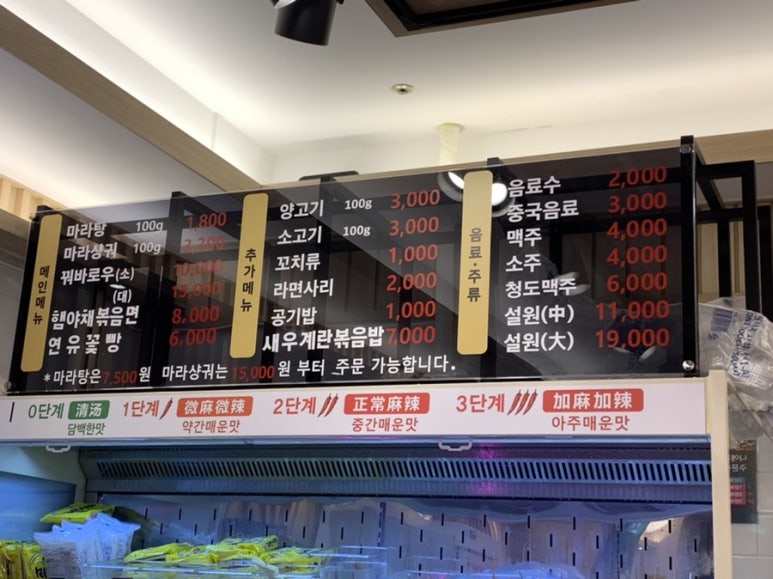 메인메뉴
마라탕 100g 1,800
마라샹궈 100g
꿔바로우(소) 10,000
(대) 15,900
햄야채볶음면 8,000
연유꽃빵 6,000
추가메뉴
양고기 100g 3,000
소고기 100g 3,000
꼬치류 1,000
라면사리 2,000
공기밥 1,000
새우계란볶음밥 7,000
음료·주류
음료수 2,000
중국음료 3,000
맥주 4,000
소주 4,000
청도맥주 6,000
설원(中) 11,000
설원(大) 19,000
*마라탕은 7,500원 마라샹궈는 15,000원 부터 주문 가능합니다.
0단계 清汤 1단계 微麻微辣 2단계 正常麻辣 3단계 加麻加辣
담백한맛 약간매운맛 중간매운맛 아주매운맛